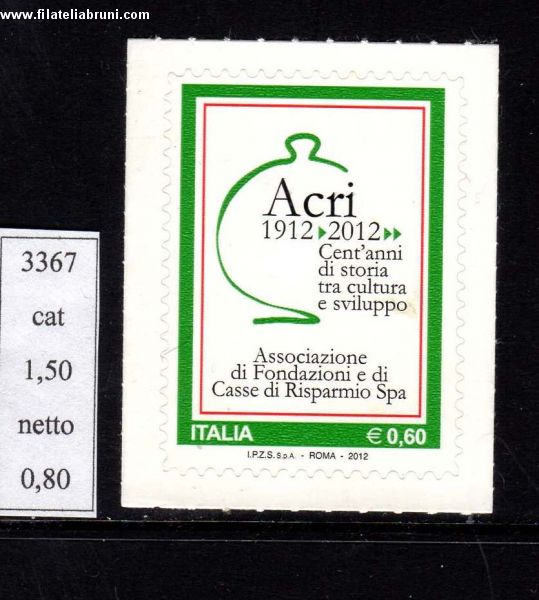 www.filateliabruni.com
3367
cat
1,50
netto
0,80
Acri
1912 2012
Cent'anni
di storia
tra cultura
e sviluppo
Associazione
di Fondazioni e di
Casse di Risparmio Spa
ITALIA € 0,60
I.P.Z.S. S.p.A. - ROMA - 2012